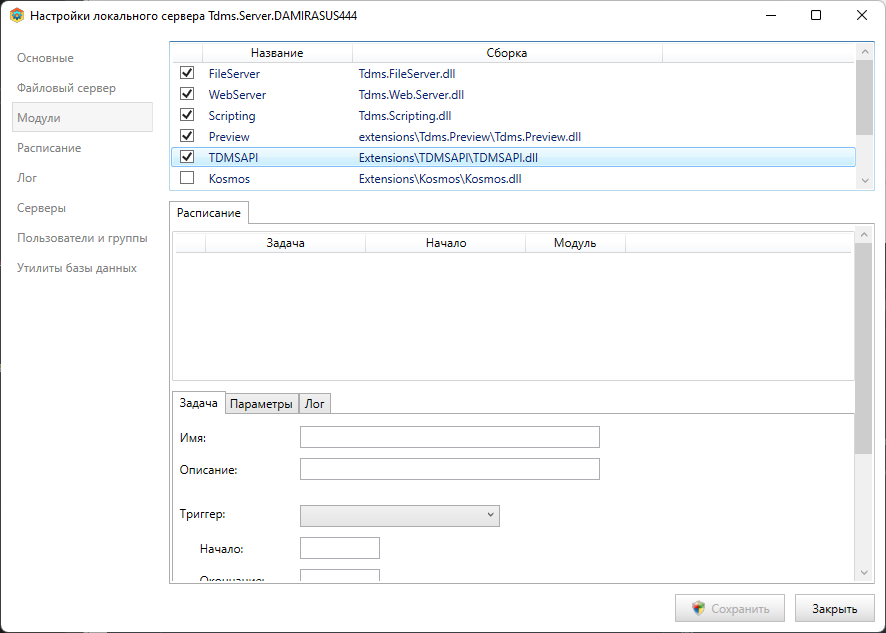 Настройки локального сервера Tdms.Server.DAMIRASUS444
Основные
Файловый сервер
Модули
Расписание
Лог
Серверы
Пользователи и группы
Утилиты базы данных
Название Сборка
FileServer Tdms.FileServer.dll
WebServer Tdms.Web.Server.dll
Scripting Tdms.Scripting.dll
Preview extensions\Tdms.Preview\Tdms.Preview.dll
TDMSAPI Extensions\TDMSAPI\TDMSAPI.dll
Kosmos Extensions\Kosmos\Kosmos.dll
Расписание
Задача Начало Модуль
Задача Параметры Лог
Имя:
Описание:
Триггер:
Начало:
Окончание:
Сохранить Закрыть